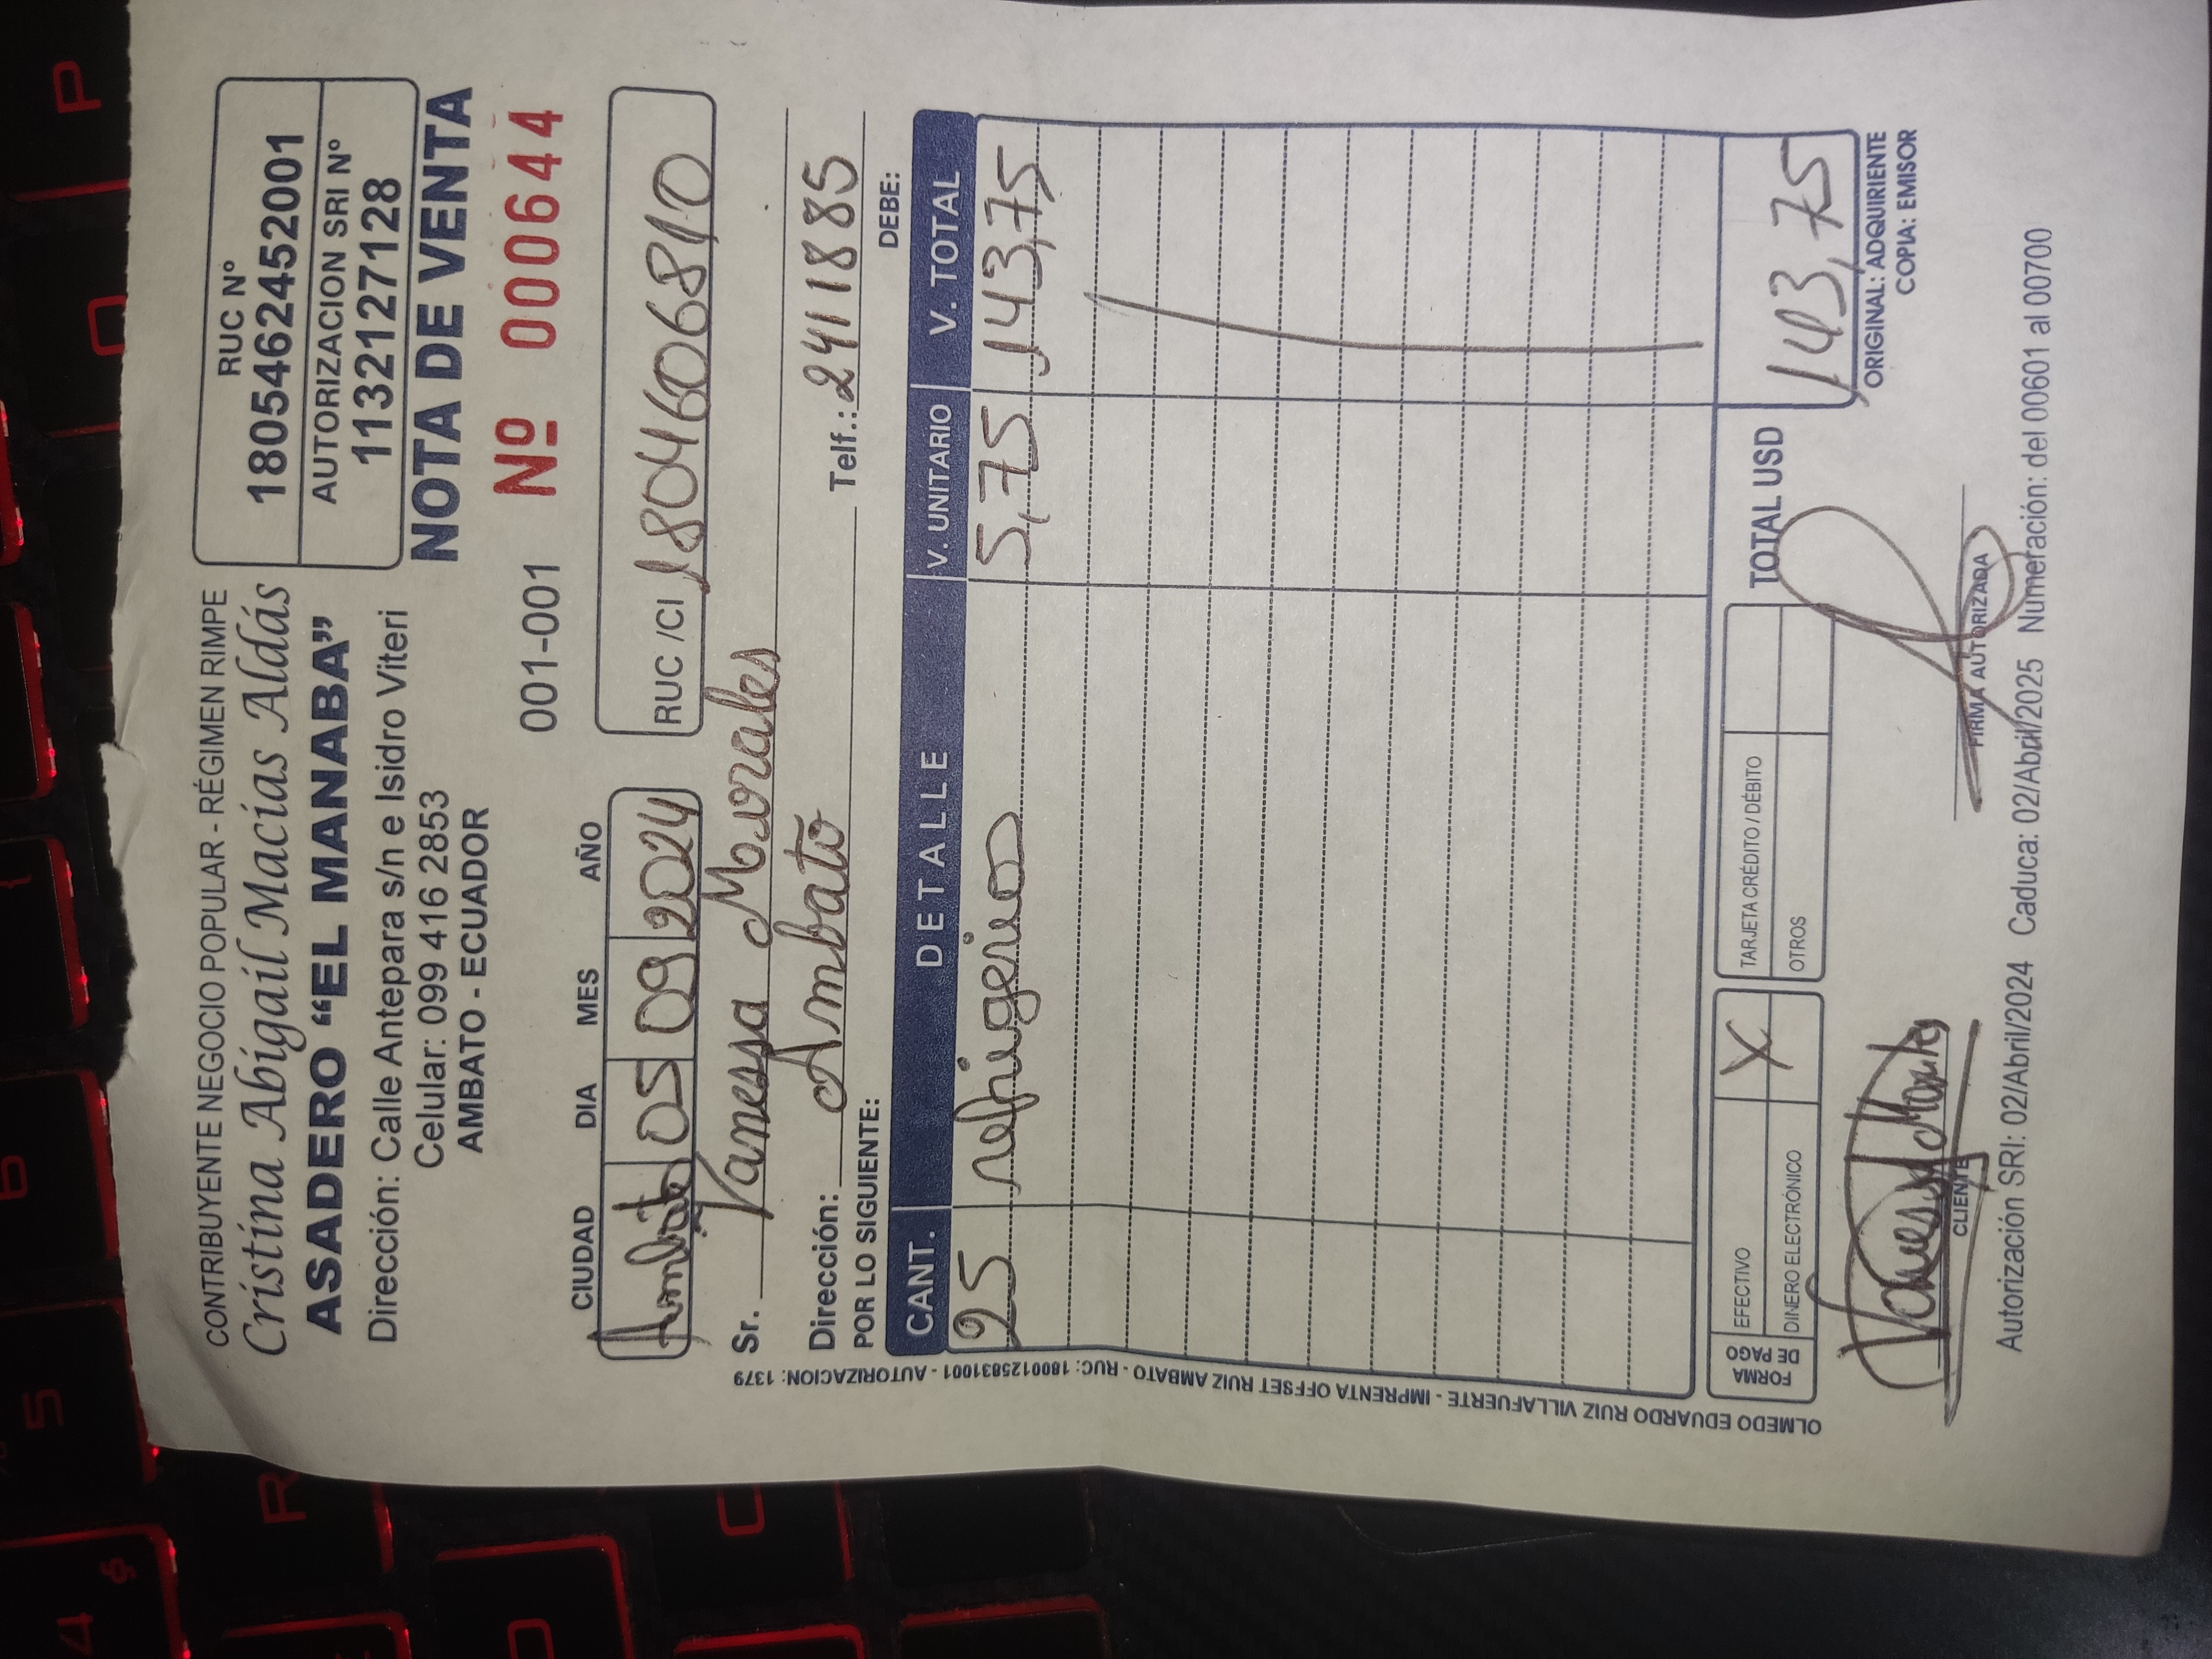 CONTRIBUYENTE NEGOCIO POPULAR - RÉGIMEN RIMPE
Cristina Abigail Macias Aldás
ASADERO “EL MANABA”
Dirección: Calle Antepara s/n e Isidro Viteri
Celular: 099 416 2853
AMBATO - ECUADOR
RUC Nº
1805462452001
AUTORIZACION SRI Nº
1132127128
NOTA DE VENTA
001-001 Nº 000644
CIUDAD DIA MES AÑO
Ambato 05 09 2024
RUC /CI 1804606810
Sr. Vanessa Morales
Dirección: Ambato Telf.: 2411885
POR LO SIGUIENTE: DEBE:
CANT. DETALLE V. UNITARIO V. TOTAL
25 refrigerios 5,75 143,75
FORMA DE PAGO
EFECTIVO X
DINERO ELECTRÓNICO
TARJETA CRÉDITO / DÉBITO
OTROS
TOTAL USD 143,75
ORIGINAL: ADQUIRIENTE
COPIA: EMISOR
Vanessa Morales
CLIENTE
FIRMA AUTORIZADA
Autorización SRI: 02/Abril/2024 Caduca: 02/Abril/2025 Numeración: del 00601 al 00700
OLMEDO EDUARDO RUIZ VILLAFUERTE - IMPRENTA OFFSET RUIZ AMBATO - RUC: 1800125831001 - AUTORIZACION: 1379
4
$
5
6
R
O
P